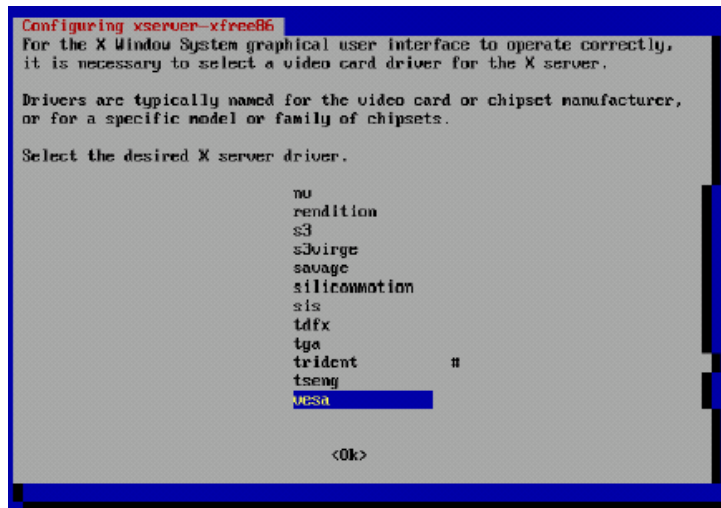 Configuring xserver-xfree86
For the X Window System graphical user interface to operate correctly,
it is necessary to select a video card driver for the X server.
Drivers are typically named for the video card or chipset manufacturer,
or for a specific model or family of chipsets.
Select the desired X server driver.
nv
rendition
s3
s3virge
savage
siliconmotion
sis
tdfx
tga
trident #
tseng
vesa
<Ok>